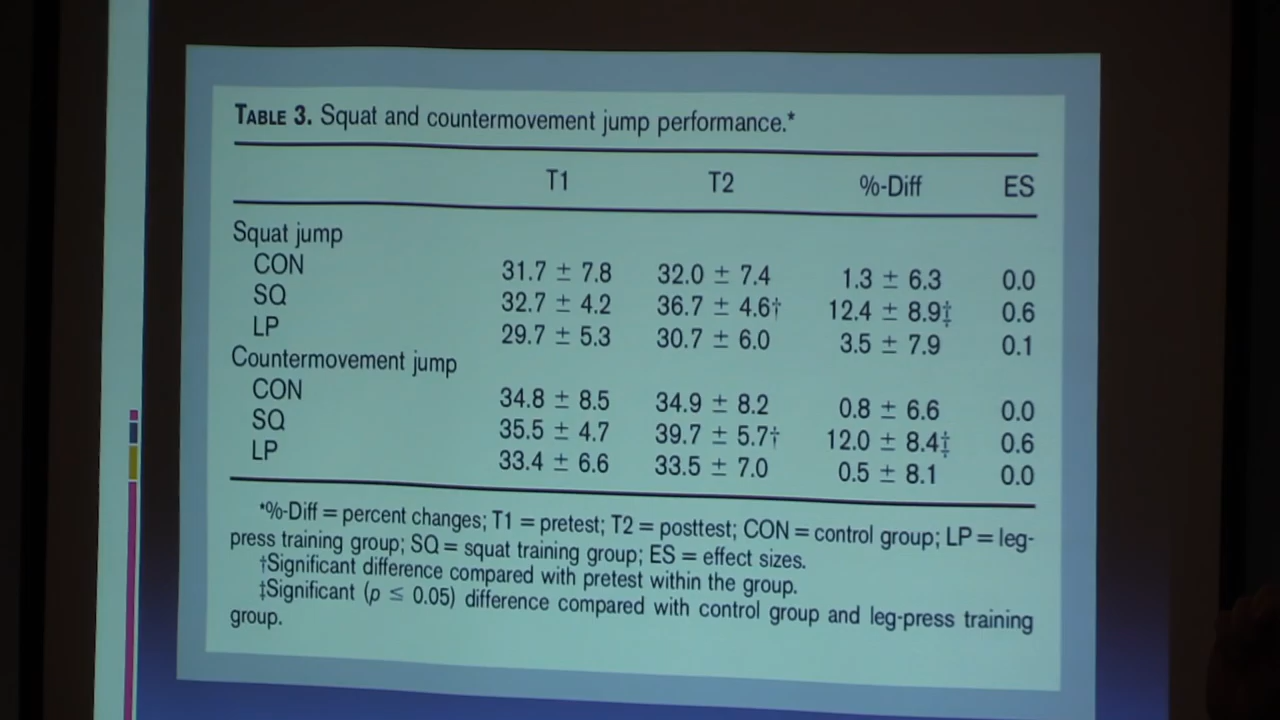 TABLE 3. Squat and countermovement jump performance.*
T1 T2 %-Diff ES
Squat jump
CON 31.7 ± 7.8 32.0 ± 7.4 1.3 ± 6.3 0.0
SQ 32.7 ± 4.2 36.7 ± 4.6† 12.4 ± 8.9‡ 0.6
LP 29.7 ± 5.3 30.7 ± 6.0 3.5 ± 7.9 0.1
Countermovement jump
CON 34.8 ± 8.5 34.9 ± 8.2 0.8 ± 6.6 0.0
SQ 35.5 ± 4.7 39.7 ± 5.7† 12.0 ± 8.4‡ 0.6
LP 33.4 ± 6.6 33.5 ± 7.0 0.5 ± 8.1 0.0
*%-Diff = percent changes; T1 = pretest; T2 = posttest; CON = control group; LP = leg-
press training group; SQ = squat training group; ES = effect sizes.
†Significant difference compared with pretest within the group.
‡Significant (p ≤ 0.05) difference compared with control group and leg-press training
group.